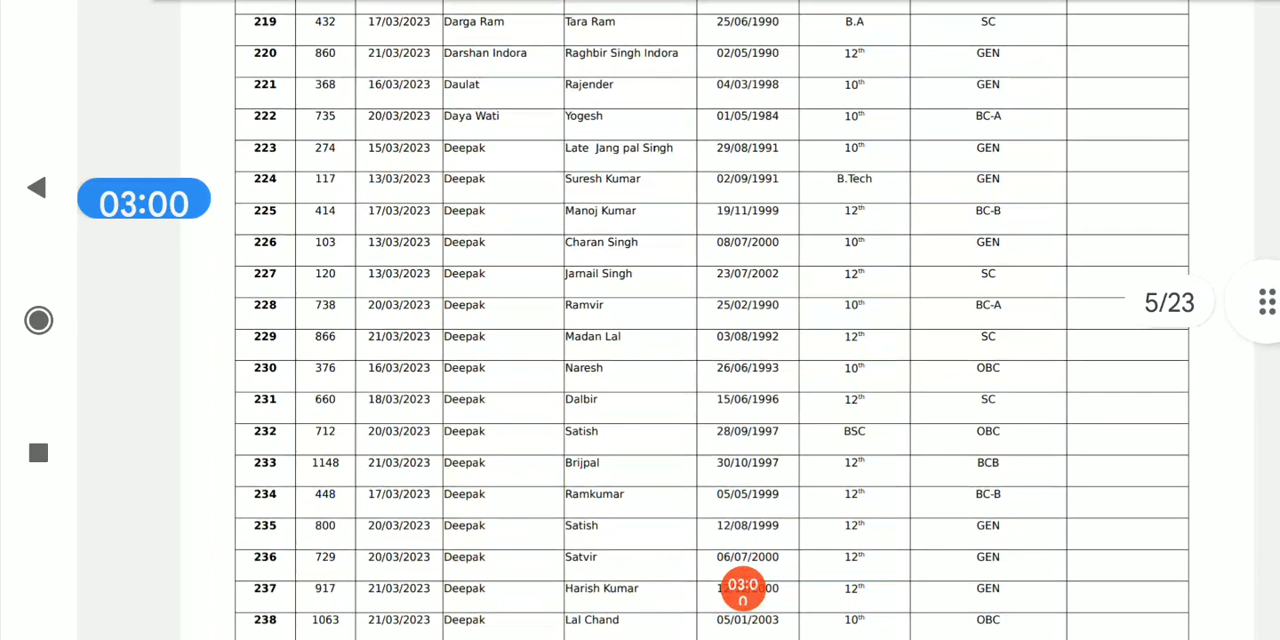 219 432 17/03/2023 Darga Ram Tara Ram 25/06/1990 B.A SC
220 860 21/03/2023 Darshan Indora Raghbir Singh Indora 02/05/1990 12th GEN
221 368 16/03/2023 Daulat Rajender 04/03/1998 10th GEN
222 735 20/03/2023 Daya Wati Yogesh 01/05/1984 10th BC-A
223 274 15/03/2023 Deepak Late Jang pal Singh 29/08/1991 10th GEN
03:00
224 117 13/03/2023 Deepak Suresh Kumar 02/09/1991 B.Tech GEN
225 414 17/03/2023 Deepak Manoj Kumar 19/11/1999 12th BC-B
226 103 13/03/2023 Deepak Charan Singh 08/07/2000 10th GEN
227 120 13/03/2023 Deepak Jarnail Singh 23/07/2002 12th SC
228 738 20/03/2023 Deepak Ramvir 25/02/1990 10th BC-A
5/23
229 866 21/03/2023 Deepak Madan Lal 03/08/1992 12th SC
230 376 16/03/2023 Deepak Naresh 26/06/1993 10th OBC
231 660 18/03/2023 Deepak Dalbir 15/06/1996 12th SC
232 712 20/03/2023 Deepak Satish 28/09/1997 BSC OBC
233 1148 21/03/2023 Deepak Brijpal 30/10/1997 12th BCB
234 448 17/03/2023 Deepak Ramkumar 05/05/1999 12th BC-B
235 800 20/03/2023 Deepak Satish 12/08/1999 12th GEN
236 729 20/03/2023 Deepak Satvir 06/07/2000 12th GEN
237 917 21/03/2023 Deepak Harish Kumar 12th GEN
03:0
0
238 1063 21/03/2023 Deepak Lal Chand 05/01/2003 10th OBC